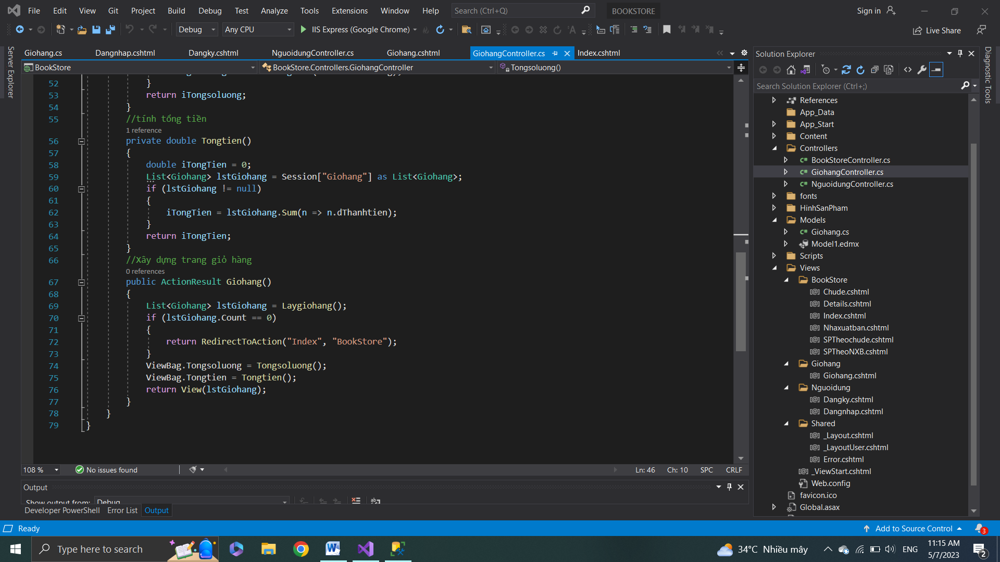 File Edit View Git Project Build Debug Test Analyze Tools Extensions Window Help Search (Ctrl+Q) BOOKSTORE Sign in
Debug Any CPU IIS Express (Google Chrome) Live Share
Server Explorer
Giohang.cs Dangnhap.cshtml Dangky.cshtml NguoidungController.cs Giohang.cshtml GiohangController.cs Index.cshtml
BookStore BookStore.Controllers.GiohangController Tongsoluong()
52 }
53 return iTongsoluong;
54 }
55 //tính tổng tiền
1 reference
56 private double Tongtien()
57 {
58 double iTongTien = 0;
59 List<Giohang> lstGiohang = Session["Giohang"] as List<Giohang>;
60 if (lstGiohang != null)
61 {
62 iTongTien = lstGiohang.Sum(n => n.dThanhtien);
63 }
64 return iTongTien;
65 }
66 //Xây dựng trang giỏ hàng
0 references
67 public ActionResult Giohang()
68 {
69 List<Giohang> lstGiohang = Laygiohang();
70 if (lstGiohang.Count == 0)
71 {
72 return RedirectToAction("Index", "BookStore");
73 }
74 ViewBag.Tongsoluong = Tongsoluong();
75 ViewBag.Tongtien = Tongtien();
76 return View(lstGiohang);
77 }
78 }
79 }
108 % No issues found Ln: 46 Ch: 10 SPC CRLF
Output
Show output from: Debug
Developer PowerShell Error List Output
Solution Explorer
Search Solution Explorer (Ctrl+;)
References
App_Data
App_Start
Content
Controllers
C# BookStoreController.cs
C# GiohangController.cs
C# NguoidungController.cs
fonts
HinhSanPham
Models
C# Giohang.cs
Model1.edmx
Scripts
Views
BookStore
[@] Chude.cshtml
[@] Details.cshtml
[@] Index.cshtml
[@] Nhaxuatban.cshtml
[@] SPTheochude.cshtml
[@] SPTheoNXB.cshtml
Giohang
[@] Giohang.cshtml
Nguoidung
[@] Dangky.cshtml
[@] Dangnhap.cshtml
Shared
[@] _Layout.cshtml
[@] _LayoutUser.cshtml
[@] Error.cshtml
[@] _ViewStart.cshtml
Web.config
favicon.ico
Global.asax
Diagnostic Tools
Ready Add to Source Control 3
Type here to search 34°C Nhiều mây ENG 11:15 AM
5/7/2023 2